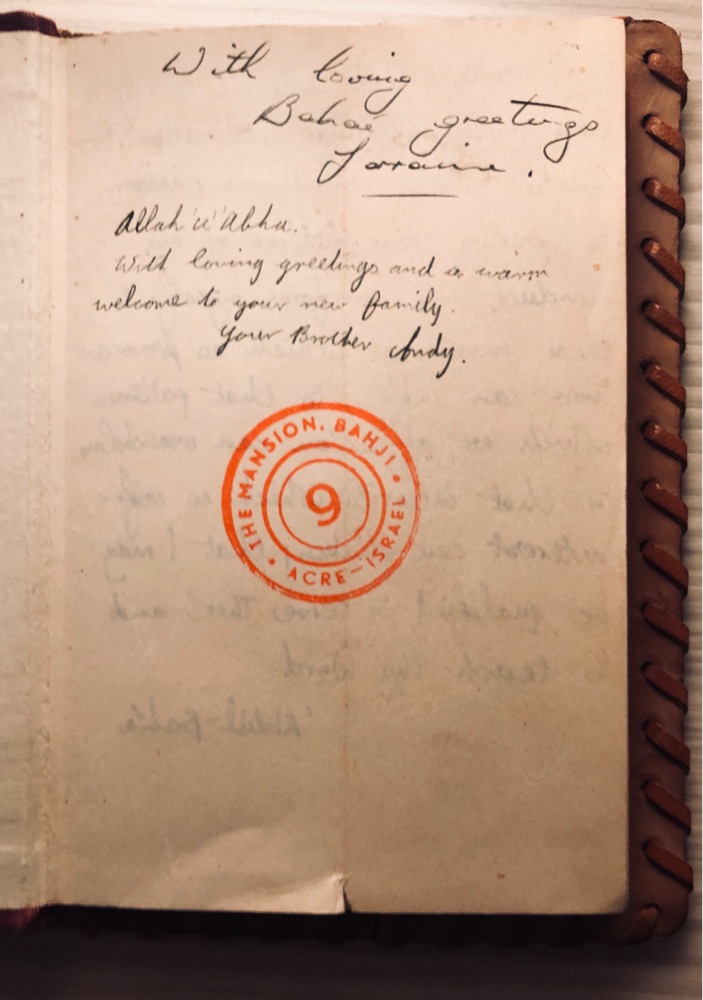 With loving
Bahai greetings
Lorraine.
Allah'u'Abha.
With loving greetings and a warm
welcome to your new family.
Your Brother Andy.
THE MANSION. BAHJI • ACRE–ISRAEL •
9